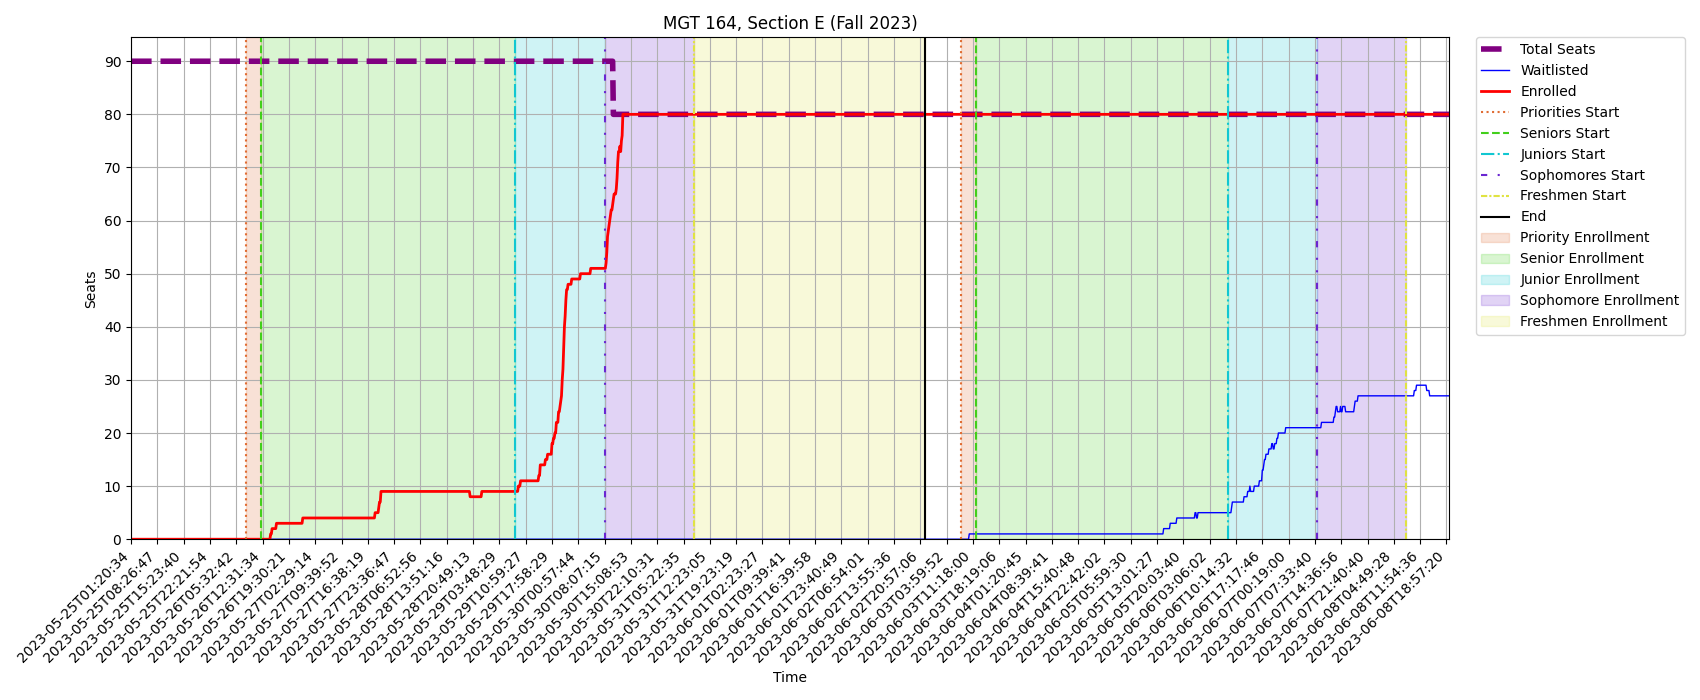 MGT 164, Section E (Fall 2023)
Seats
90
80
70
60
50
40
30
20
10
0
2023-05-25T01:20:34
2023-05-25T08:26:47
2023-05-25T15:23:40
2023-05-25T22:21:54
2023-05-26T05:32:42
2023-05-26T12:31:34
2023-05-26T19:30:21
2023-05-27T02:29:14
2023-05-27T09:39:52
2023-05-27T16:38:19
2023-05-27T23:36:47
2023-05-28T06:52:56
2023-05-28T13:51:16
2023-05-28T20:49:13
2023-05-29T03:48:29
2023-05-29T10:59:27
2023-05-29T17:58:29
2023-05-30T00:57:44
2023-05-30T08:07:15
2023-05-30T15:08:53
2023-05-30T22:10:31
2023-05-31T05:22:35
2023-05-31T12:23:05
2023-05-31T19:23:19
2023-06-01T02:23:27
2023-06-01T09:39:41
2023-06-01T16:39:58
2023-06-01T23:40:49
2023-06-02T06:54:01
2023-06-02T13:55:36
2023-06-02T20:57:06
2023-06-03T03:59:52
2023-06-03T11:18:00
2023-06-03T18:19:06
2023-06-04T01:20:45
2023-06-04T08:39:41
2023-06-04T15:40:48
2023-06-04T22:42:02
2023-06-05T05:59:30
2023-06-05T13:01:27
2023-06-05T20:03:40
2023-06-06T03:06:02
2023-06-06T10:14:32
2023-06-06T17:17:46
2023-06-07T00:19:00
2023-06-07T07:33:40
2023-06-07T14:36:56
2023-06-07T21:40:40
2023-06-08T04:49:28
2023-06-08T11:54:36
2023-06-08T18:57:20
Time
Total Seats
Waitlisted
Enrolled
Priorities Start
Seniors Start
Juniors Start
Sophomores Start
Freshmen Start
End
Priority Enrollment
Senior Enrollment
Junior Enrollment
Sophomore Enrollment
Freshmen Enrollment